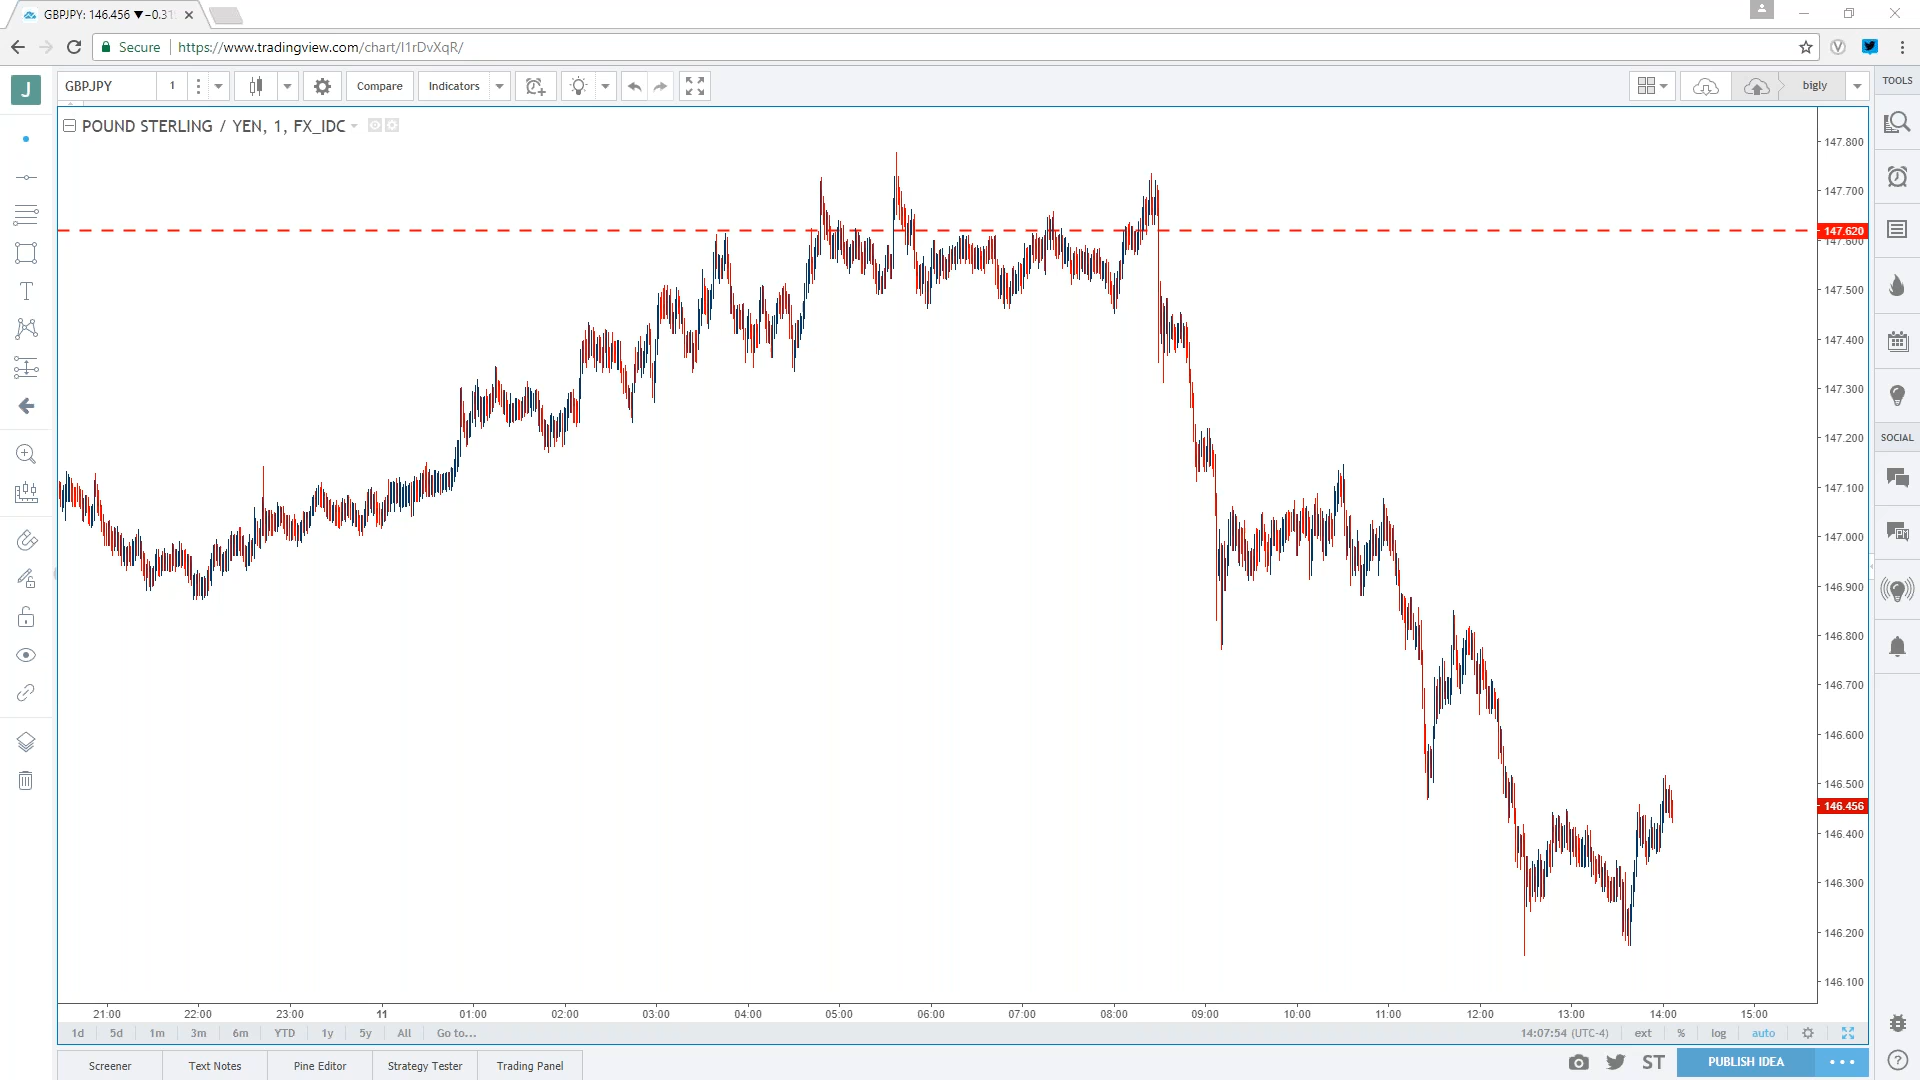 GBPJPY: 146.456 ▼−0.31
Secure https://www.tradingview.com/chart/l1rDvXqR/
J GBPJPY 1 Compare Indicators bigly TOOLS
POUND STERLING / YEN, 1, FX_IDC
147.800
147.700
147.620
147.600
147.500
147.400
147.300
147.200
147.100
147.000
146.900
146.800
146.700
146.600
146.500
146.456
146.400
146.300
146.200
146.100
SOCIAL
21:00 22:00 23:00 11 01:00 02:00 03:00 04:00 05:00 06:00 07:00 08:00 09:00 10:00 11:00 12:00 13:00 14:00 15:00
1d 5d 1m 3m 6m YTD 1y 5y All Go to... 14:07:54 (UTC-4) ext % log auto
Screener Text Notes Pine Editor Strategy Tester Trading Panel ST PUBLISH IDEA